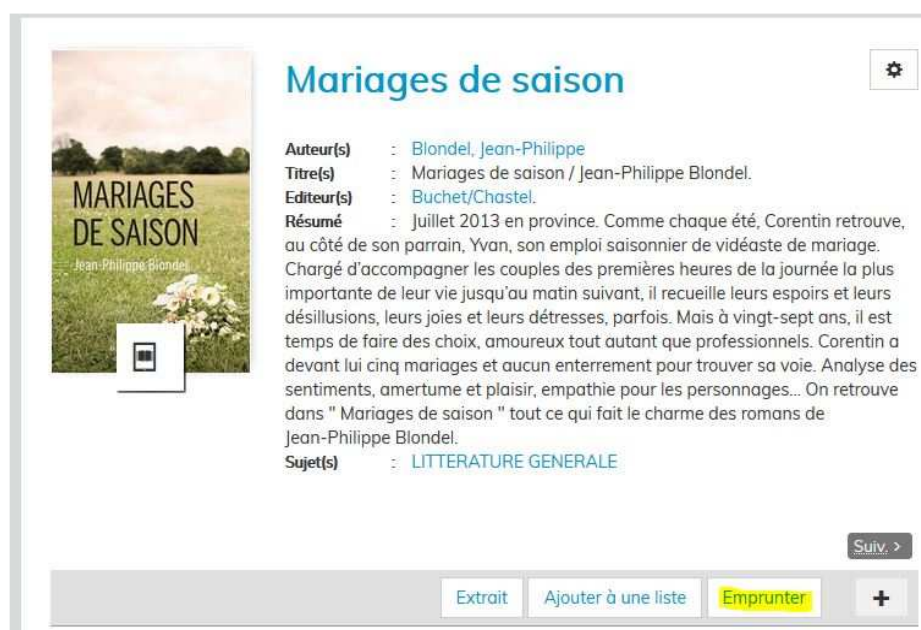 Mariages de saison
MARIAGES
DE SAISON
Jean-Philippe Blondel
Auteur(s) : Blondel, Jean-Philippe
Titre(s) : Mariages de saison / Jean-Philippe Blondel.
Editeur(s) : Buchet/Chastel.
Résumé : Juillet 2013 en province. Comme chaque été, Corentin retrouve,
au côté de son parrain, Yvan, son emploi saisonnier de vidéaste de mariage.
Chargé d'accompagner les couples des premières heures de la journée la plus
importante de leur vie jusqu'au matin suivant, il recueille leurs espoirs et leurs
désillusions, leurs joies et leurs détresses, parfois. Mais à vingt-sept ans, il est
temps de faire des choix, amoureux tout autant que professionnels. Corentin a
devant lui cinq mariages et aucun enterrement pour trouver sa voie. Analyse des
sentiments, amertume et plaisir, empathie pour les personnages... On retrouve
dans " Mariages de saison " tout ce qui fait le charme des romans de
Jean-Philippe Blondel.
Sujet(s) : LITTERATURE GENERALE
Suiv. >
Extrait Ajouter à une liste Emprunter +